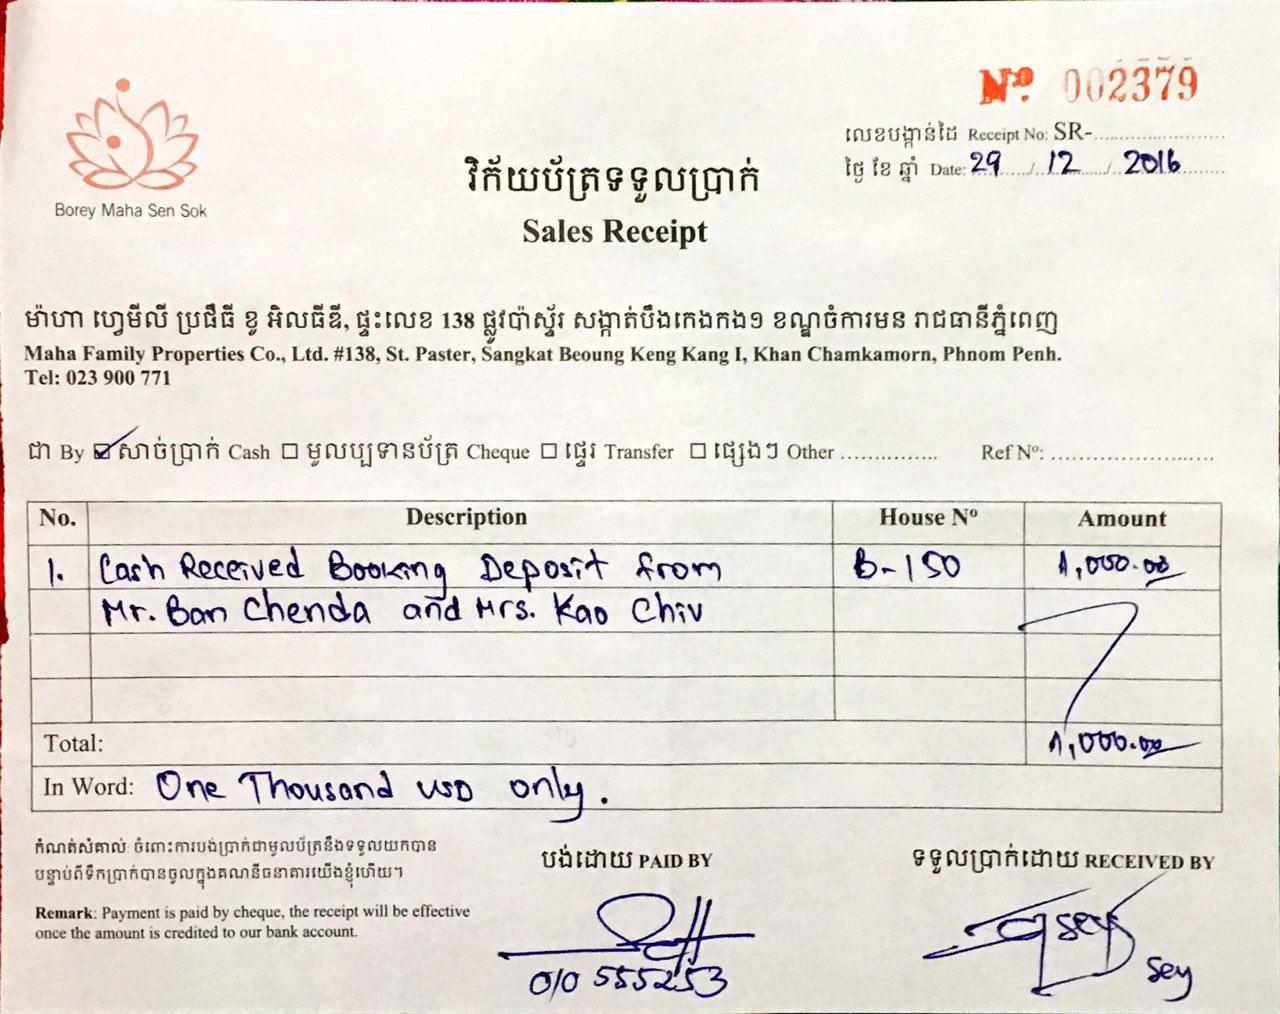 Nº. 002379
Borey Maha Sen Sok
លេខបង្កាន់ដៃ Receipt No: SR-........................
ថ្ងៃ ខែ ឆ្នាំ Date: 29 / 12 / 2016
វិក័យប័ត្រទទួលប្រាក់
Sales Receipt
ម៉ាហា ហ្វេមីលី ប្រផឹធី ខូ អិលធីឌី, ផ្ទះលេខ 138 ផ្លូវប៉ាស្ទ័រ សង្កាត់បឹងកេងកង១ ខណ្ឌចំការមន រាជធានីភ្នំពេញ
Maha Family Properties Co., Ltd. #138, St. Paster, Sangkat Beoung Keng Kang I, Khan Chamkamorn, Phnom Penh.
Tel: 023 900 771
ជា By ☑ សាច់ប្រាក់ Cash ☐ មូលប្បទានប័ត្រ Cheque ☐ ផ្ទេរ Transfer ☐ ផ្សេងៗ Other ............... Ref Nº: .........................
No. Description House Nº Amount
1. Cash Received Booking Deposit from B-150 1,000.00
Mr. Ban Chenda and Mrs. Kao Chiv
Total: 1,000.00
In Word: One Thousand USD only.
កំណត់សំគាល់: ចំពោះការបង់ប្រាក់ជាមូលប័ត្រនឹងទទួលយកបាន
បន្ទាប់ពីទឹកប្រាក់បានចូលក្នុងគណនីធនាគារយើងខ្ញុំហើយ។
Remark: Payment is paid by cheque, the receipt will be effective
once the amount is credited to our bank account.
បង់ដោយ PAID BY
010 555253
ទទួលប្រាក់ដោយ RECEIVED BY
sey